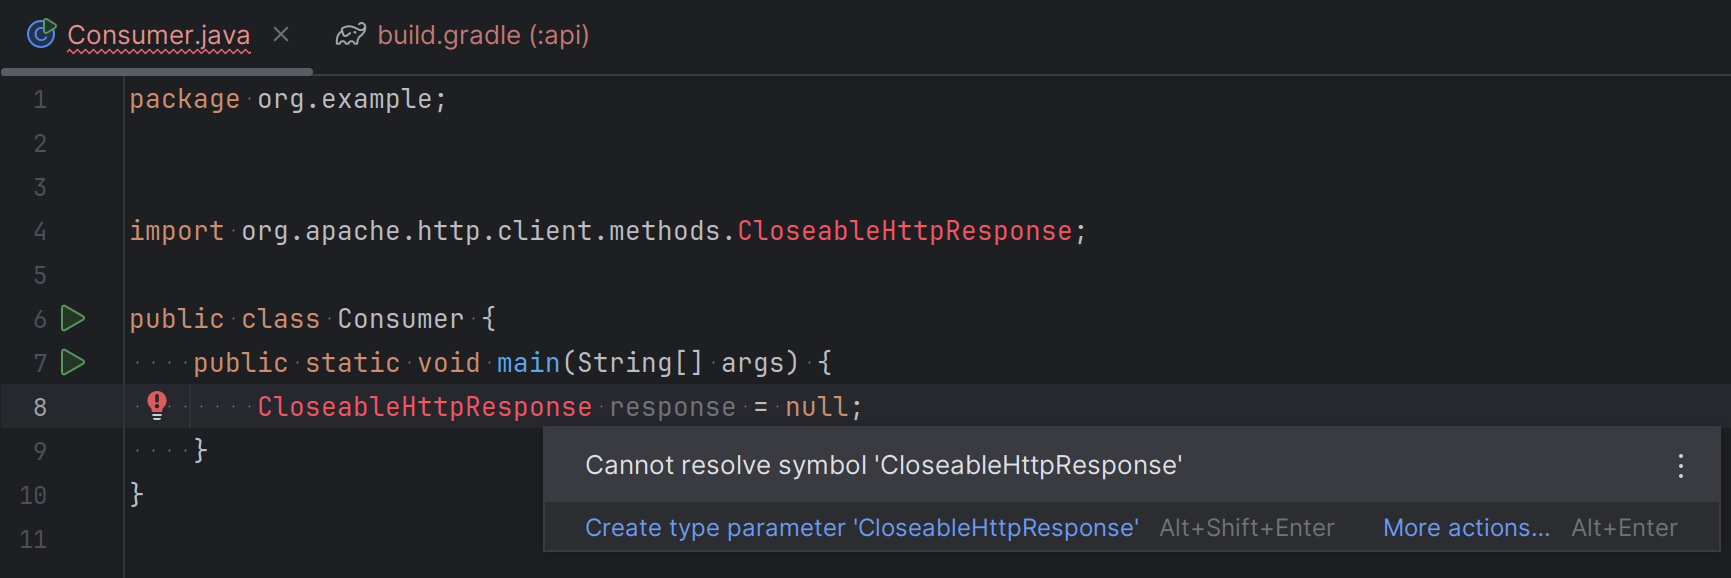 Consumer.java build.gradle (:api)
1 package org.example;
2
3
4 import org.apache.http.client.methods.CloseableHttpResponse;
5
6 public class Consumer {
7     public static void main(String[] args) {
8         CloseableHttpResponse response = null;
9     }
10 }
11
Cannot resolve symbol 'CloseableHttpResponse'
Create type parameter 'CloseableHttpResponse' Alt+Shift+Enter More actions... Alt+Enter